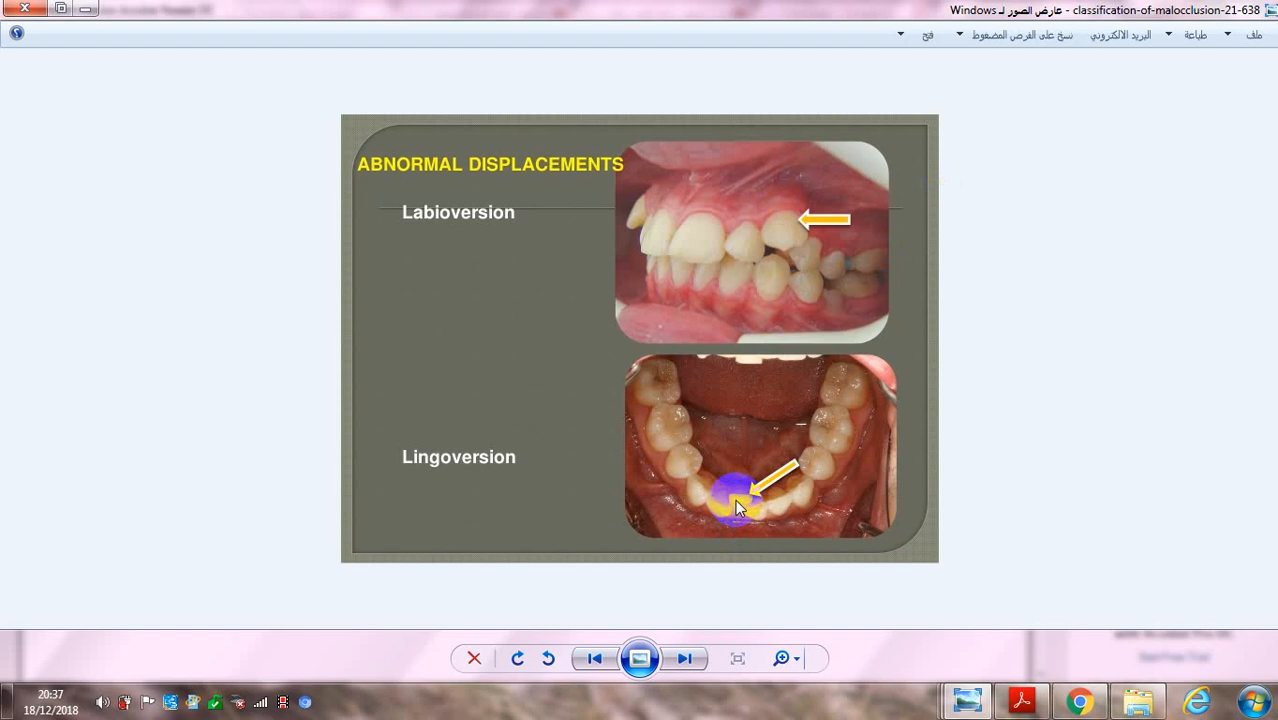 classification-of-malocclusion-21-638 - عارض الصور لـ Windows
ملف
طباعة
البريد الالكتروني
نسخ على القرص المضغوط
فتح
ABNORMAL DISPLACEMENTS
Labioversion
Lingoversion
20:37
18/12/2018